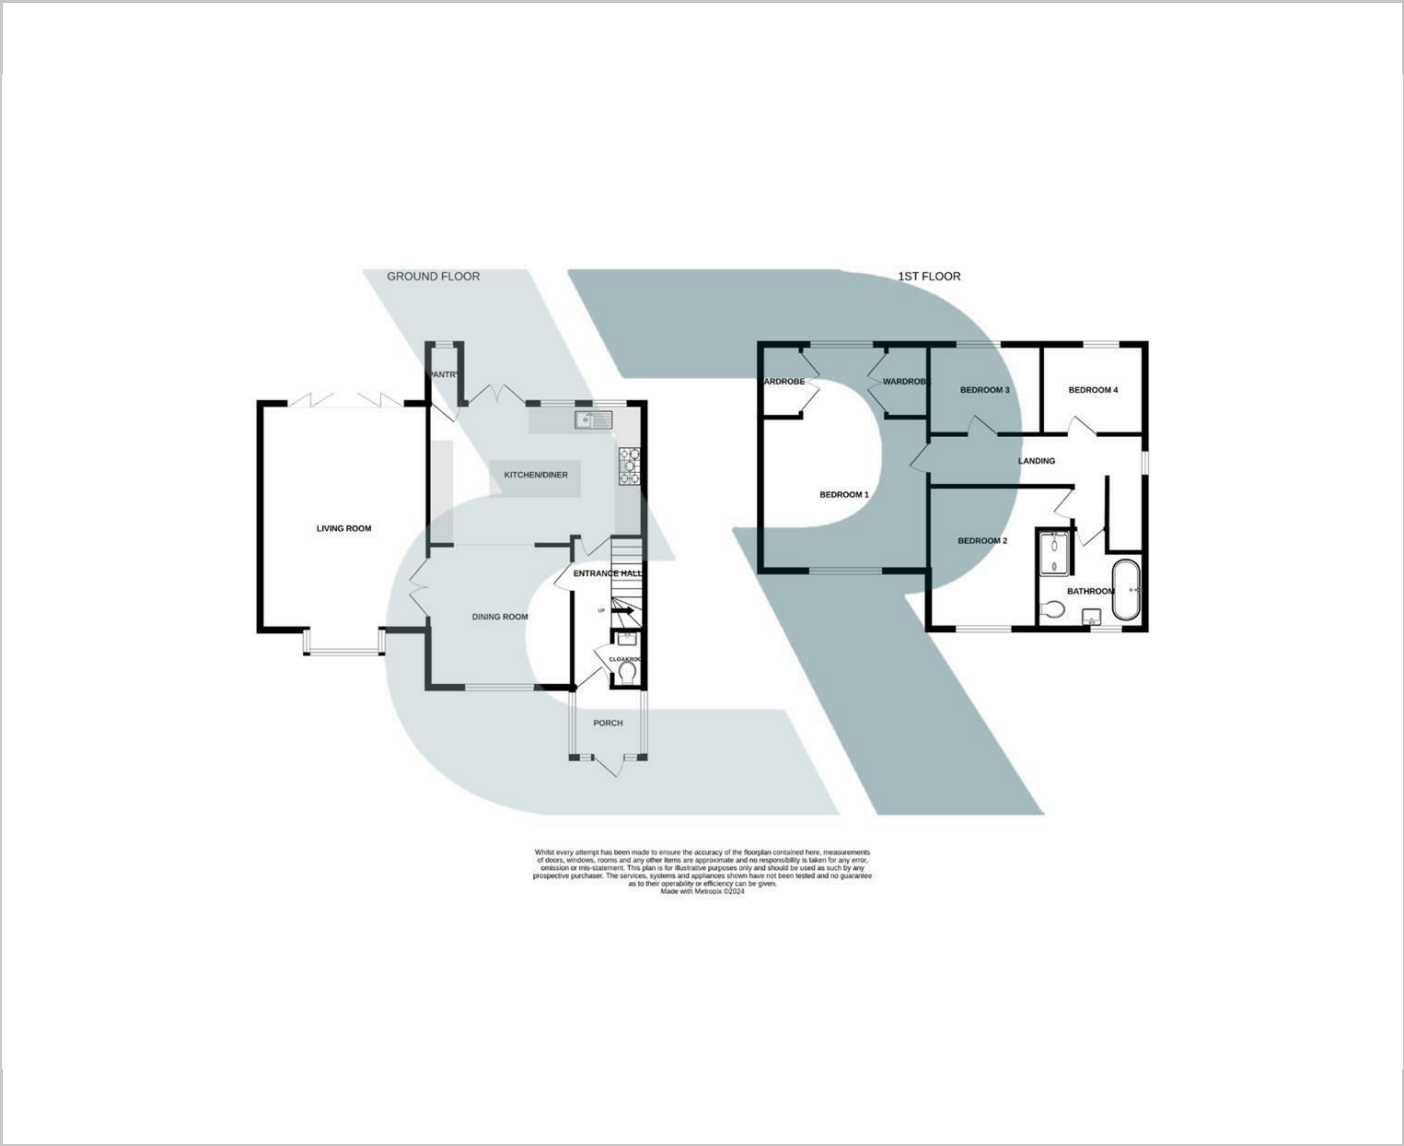 GROUND FLOOR
1ST FLOOR
PANTRY
KITCHEN/DINER
LIVING ROOM
ENTRANCE HALL
UP
DINING ROOM
CLOAKROO
PORCH
ARDROBE
WARDROBE
BEDROOM 3
BEDROOM 4
LANDING
BEDROOM 1
BEDROOM 2
BATHROOM
Whilst every attempt has been made to ensure the accuracy of the floorplan contained here, measurements
of doors, windows, rooms and any other items are approximate and no responsibility is taken for any error,
omission or mis-statement. This plan is for illustrative purposes only and should be used as such by any
prospective purchaser. The services, systems and appliances shown have not been tested and no guarantee
as to their operability or efficiency can be given.
Made with Metropix ©2024